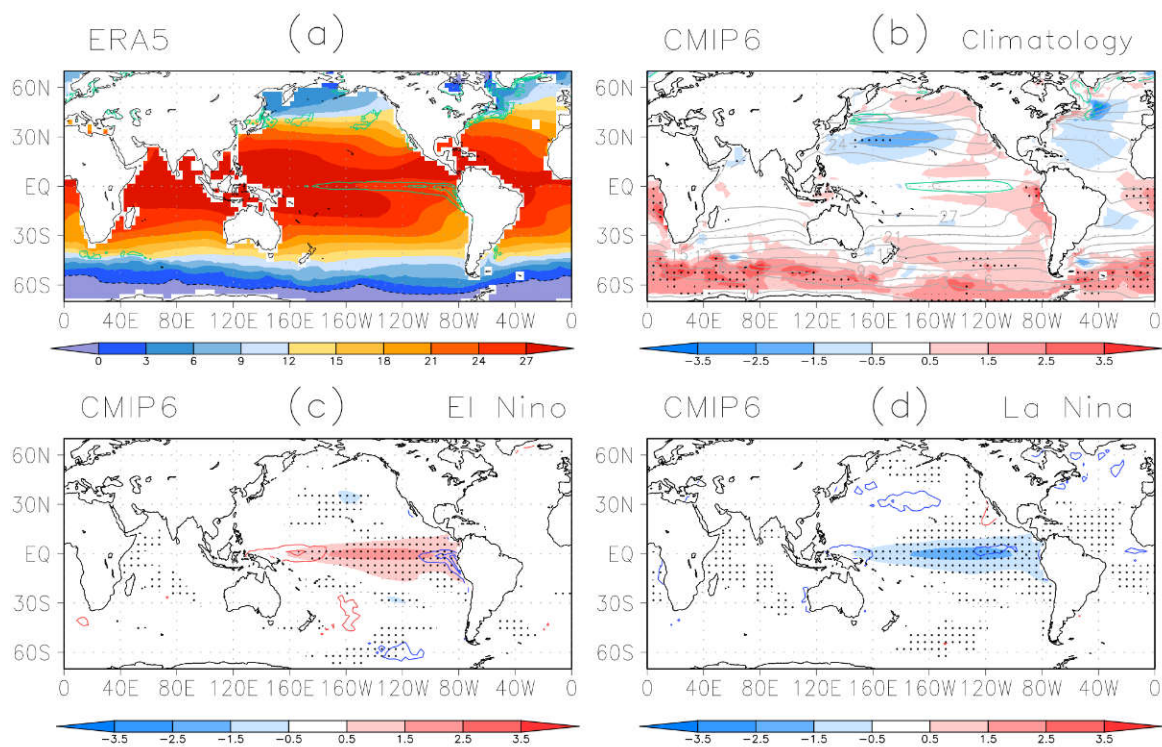 ERA5 (a)
60N
30N
EQ
30S
60S
0 40E 80E 120E 160E 160W 120W 80W 40W 0
0 3 6 9 12 15 18 21 24 27
CMIP6 (b) Climatology
60N
30N
EQ
30S
60S
24
27
21
0 40E 80E 120E 160E 160W 120W 80W 40W 0
-3.5 -2.5 -1.5 -0.5 0.5 1.5 2.5 3.5
CMIP6 (c) El Nino
60N
30N
EQ
30S
60S
0 40E 80E 120E 160E 160W 120W 80W 40W 0
-3.5 -2.5 -1.5 -0.5 0.5 1.5 2.5 3.5
CMIP6 (d) La Nina
60N
30N
EQ
30S
60S
0 40E 80E 120E 160E 160W 120W 80W 40W 0
-3.5 -2.5 -1.5 -0.5 0.5 1.5 2.5 3.5